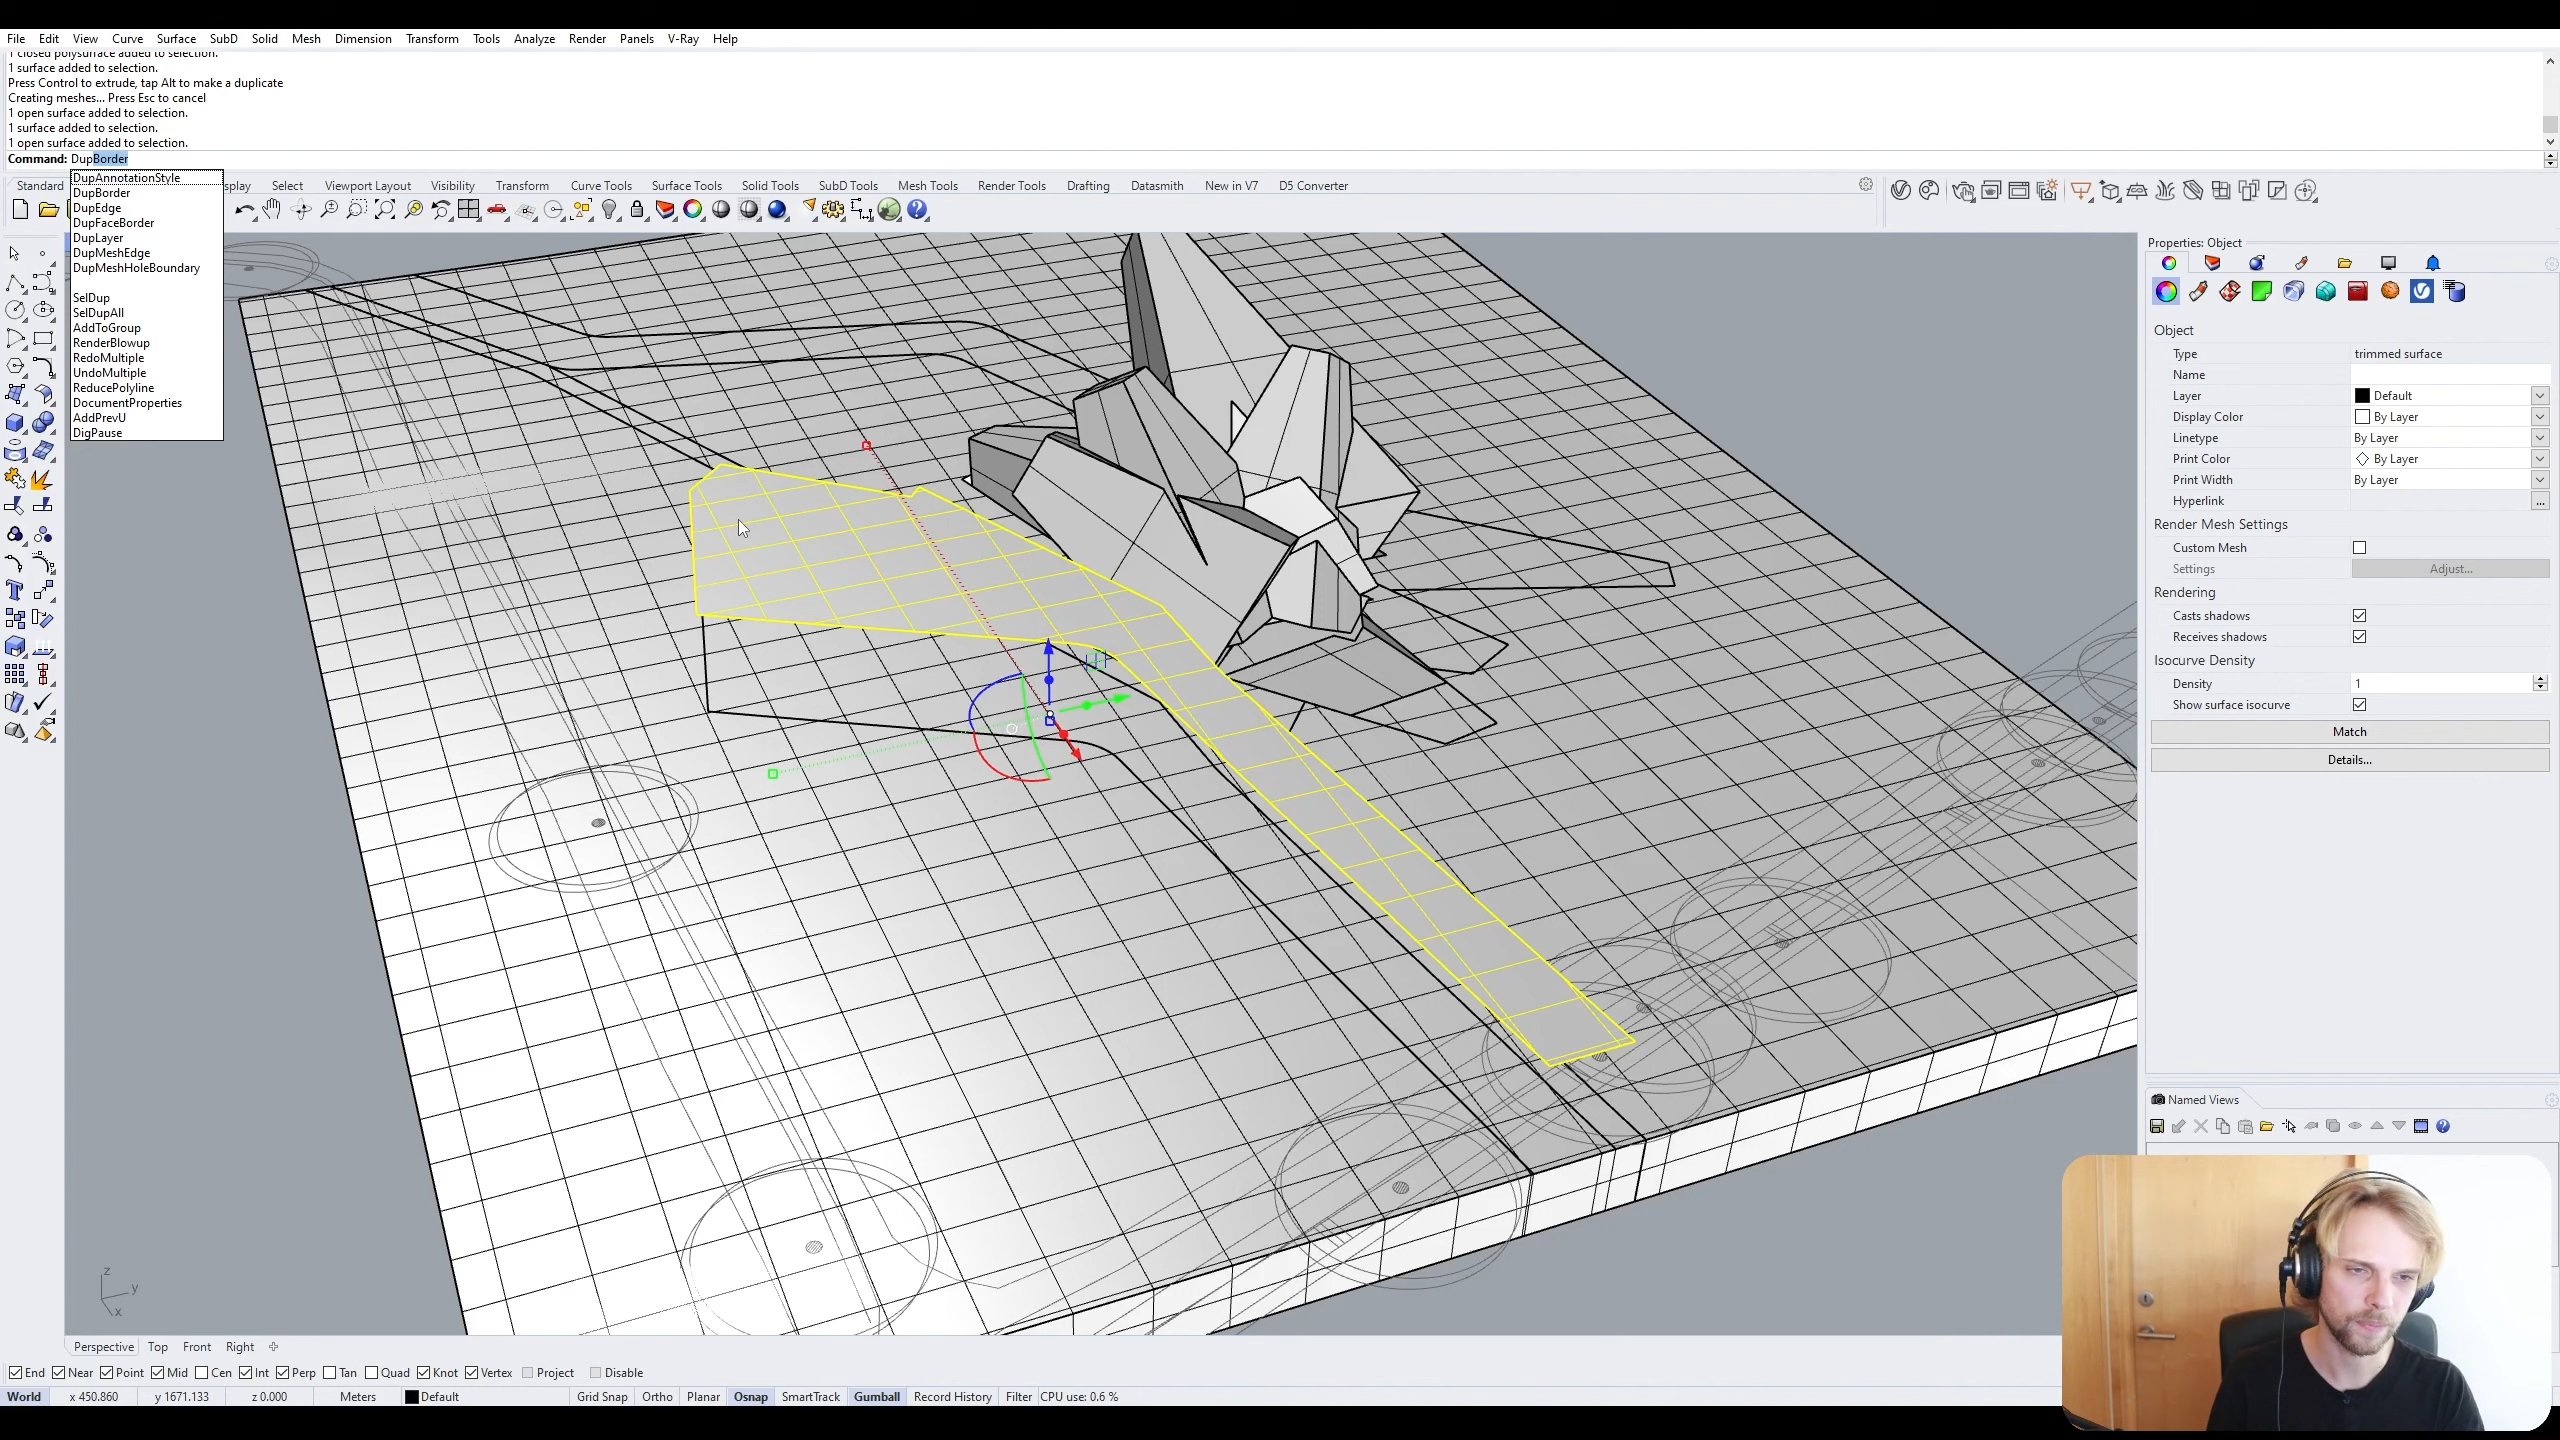 File Edit View Curve Surface SubD Solid Mesh Dimension Transform Tools Analyze Render Panels V-Ray Help
1 closed polysurface added to selection.
1 surface added to selection.
Press Control to extrude, tap Alt to make a duplicate
Creating meshes... Press Esc to cancel
1 open surface added to selection.
1 surface added to selection.
1 open surface added to selection.
Command: DupBorder
DupAnnotationStyle
DupBorder
DupEdge
DupFaceBorder
DupLayer
DupMeshEdge
DupMeshHoleBoundary
SelDup
SelDupAll
AddToGroup
RenderBlowup
RedoMultiple
UndoMultiple
ReducePolyline
DocumentProperties
AddPrevU
DigPause
Standard splay Select Viewport Layout Visibility Transform Curve Tools Surface Tools Solid Tools SubD Tools Mesh Tools Render Tools Drafting Datasmith New in V7 D5 Converter
Properties: Object
Object
Type trimmed surface
Name
Layer Default
Display Color By Layer
Linetype By Layer
Print Color By Layer
Print Width By Layer
Hyperlink ...
Render Mesh Settings
Custom Mesh
Settings Adjust...
Rendering
Casts shadows
Receives shadows
Isocurve Density
Density 1
Show surface isocurve
Match
Details...
Named Views
z
y
x
Perspective Top Front Right
End Near Point Mid Cen Int Perp Tan Quad Knot Vertex Project Disable
World x 450.860 y 1671.133 z 0.000 Meters Default Grid Snap Ortho Planar Osnap SmartTrack Gumball Record History Filter CPU use: 0.6 %